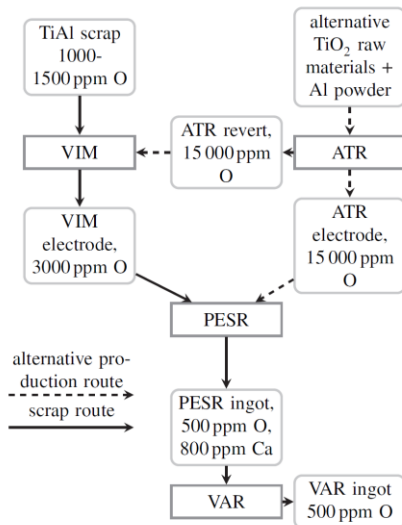 TiAl scrap
1000-
1500 ppm O
alternative
TiO₂ raw
materials +
Al powder
VIM
ATR revert,
15 000 ppm
O
ATR
VIM
electrode,
3000 ppm O
ATR
electrode,
15 000 ppm
O
PESR
alternative pro-
duction route
scrap route
PESR ingot,
500 ppm O,
800 ppm Ca
VAR
VAR ingot
500 ppm O